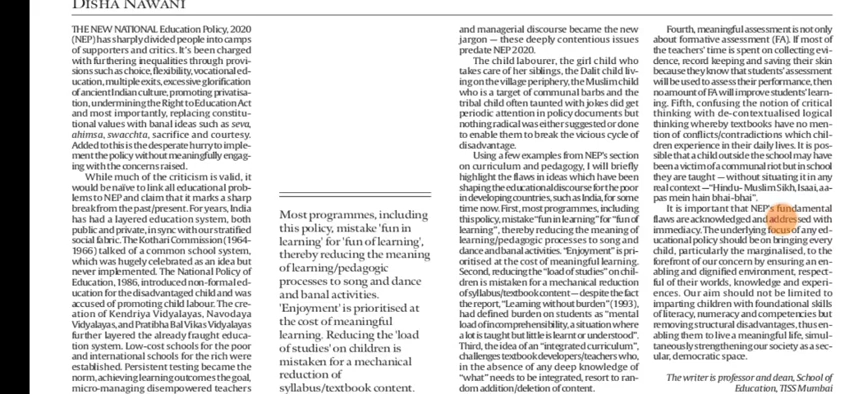 DISHA NAWANI
THE NEW NATIONAL Education Policy, 2020
(NEP) has sharply divided people into camps
of supporters and critics. It's been charged
with furthering inequalities through provi-
sions such as choice, flexibility, vocational ed-
ucation, multiple exits, excessive glorification
of ancient Indian culture, promoting privatisa-
tion, undermining the Right to Education Act
and most importantly, replacing constitu-
tional values with banal ideas such as seva,
ahimsa, swacchta, sacrifice and courtesy.
Added to this is the desperate hurry to imple-
ment the policy without meaningfully engag-
ing with the concerns raised.
While much of the criticism is valid, it
would be naïve to link all educational prob-
lems to NEP and claim that it marks a sharp
break from the past/present. For years, India
has had a layered education system, both
public and private, in sync with our stratified
social fabric. The Kothari Commission (1964-
1966) talked of a common school system,
which was hugely celebrated as an idea but
never implemented. The National Policy of
Education, 1986, introduced non-formal ed-
ucation for the disadvantaged child and was
accused of promoting child labour. The cre-
ation of Kendriya Vidyalayas, Navodaya
Vidyalayas, and Pratibha Bal Vikas Vidyalayas
further layered the already fraught educa-
tion system. Low-cost schools for the poor
and international schools for the rich were
established. Persistent testing became the
norm, achieving learning outcomes the goal,
micro-managing disempowered teachers
Most programmes, including
this policy, mistake 'fun in
learning' for 'fun of learning',
thereby reducing the meaning
of learning/pedagogic
processes to song and dance
and banal activities.
'Enjoyment' is prioritised at
the cost of meaningful
learning. Reducing the 'load
of studies' on children is
mistaken for a mechanical
reduction of
syllabus/textbook content.
and managerial discourse became the new
jargon — these deeply contentious issues
predate NEP 2020.
The child labourer, the girl child who
takes care of her siblings, the Dalit child liv-
ing on the village periphery, the Muslim child
who is a target of communal barbs and the
tribal child often taunted with jokes did get
periodic attention in policy documents but
nothing radical was either suggested or done
to enable them to break the vicious cycle of
disadvantage.
Using a few examples from NEP's section
on curriculum and pedagogy, I will briefly
highlight the flaws in ideas which have been
shaping the educational discourse for the poor
in developing countries, such as India, for some
time now. First, most programmes, including
this policy, mistake "fun in learning" for "fun of
learning", thereby reducing the meaning of
learning/pedagogic processes to song and
dance and banal activities. "Enjoyment" is pri-
oritised at the cost of meaningful learning.
Second, reducing the "load of studies" on chil-
dren is mistaken for a mechanical reduction
of syllabus/textbook content — despite the fact
the report, "Learning without burden" (1993),
had defined burden on students as "mental
load of incomprehensibility, a situation where
a lot is taught but little is learnt or understood".
Third, the idea of an "integrated curriculum",
challenges textbook developers/teachers who,
in the absence of any deep knowledge of
"what" needs to be integrated, resort to ran-
dom addition/deletion of content.
Fourth, meaningful assessment is not only
about formative assessment (FA). If most of
the teachers' time is spent on collecting evi-
dence, record keeping and saving their skin
because they know that students' assessment
will be used to assess their performance, then
no amount of FA will improve students' learn-
ing. Fifth, confusing the notion of critical
thinking with de-contextualised logical
thinking whereby textbooks have no men-
tion of conflicts/contradictions which chil-
dren experience in their daily lives. It is pos-
sible that a child outside the school may have
been a victim of a communal riot but in school
they are taught — without situating it in any
real context — "Hindu- Muslim Sikh, Isaai, aa-
pas mein hain bhai-bhai".
It is important that NEP's fundamental
flaws are acknowledged and addressed with
immediacy. The underlying focus of any ed-
ucational policy should be on bringing every
child, particularly the marginalised, to the
forefront of our concern by ensuring an en-
abling and dignified environment, respect-
ful of their worlds, knowledge and experi-
ences. Our aim should not be limited to
imparting children with foundational skills
of literacy, numeracy and competencies but
removing structural disadvantages, thus en-
abling them to live a meaningful life, simul-
taneously strengthening our society as a sec-
ular, democratic space.
The writer is professor and dean, School of
Education, TISS Mumbai